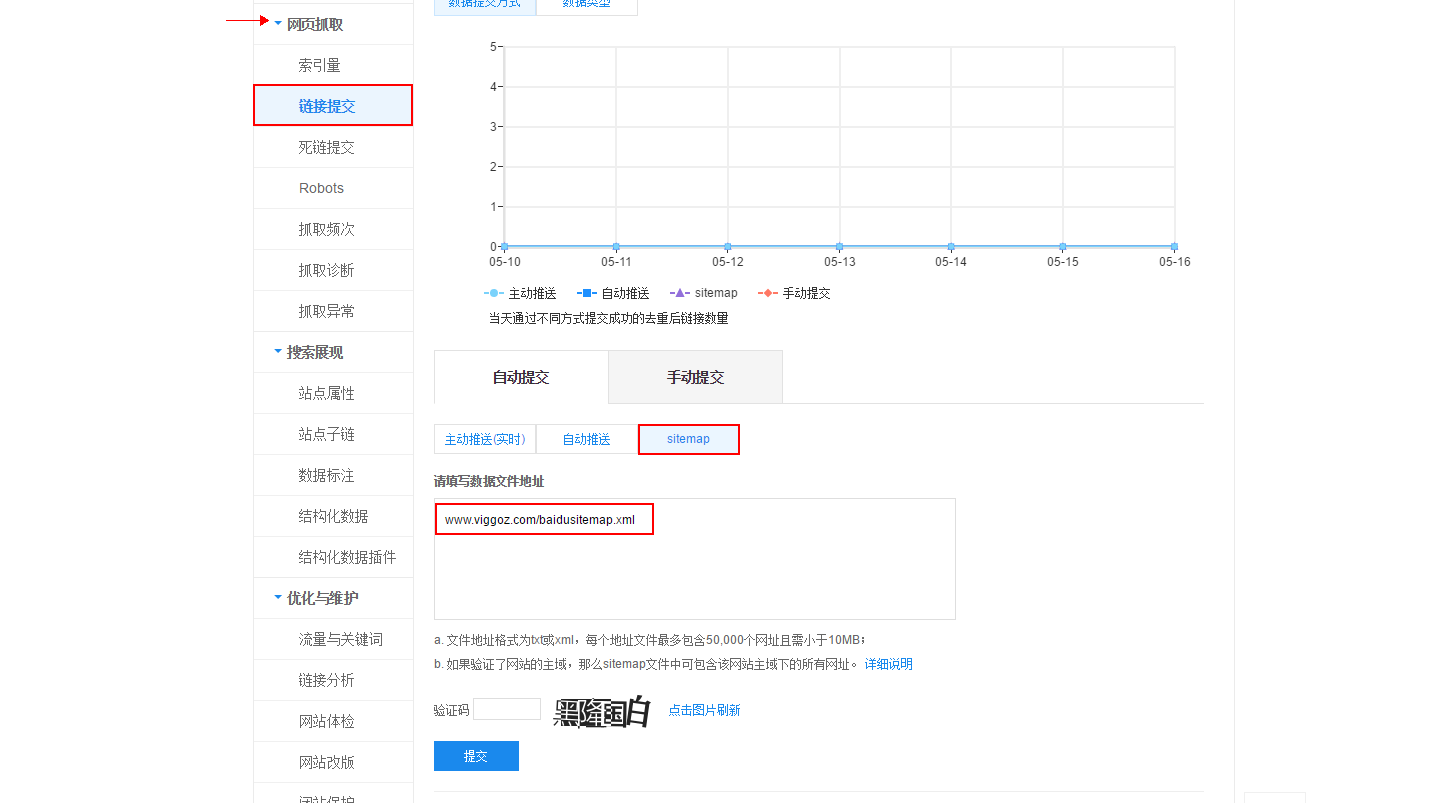 数据提交方式
数据类型
网页抓取
索引量
链接提交
死链提交
Robots
抓取频次
抓取诊断
抓取异常
搜索展现
站点属性
站点子链
数据标注
结构化数据
结构化数据插件
优化与维护
流量与关键词
链接分析
网站体检
网站改版
闭站保护
5
4
3
2
1
0
05-10 05-11 05-12 05-13 05-14 05-15 05-16
主动推送 自动推送 sitemap 手动提交
当天通过不同方式提交成功的去重后链接数量
自动提交 手动提交
主动推送(实时) 自动推送 sitemap
请填写数据文件地址
www.viggoz.com/baidusitemap.xml
a. 文件地址格式为txt或xml，每个地址文件最多包含50,000个网址且需小于10MB；
b. 如果验证了网站的主域，那么sitemap文件中可包含该网站主域下的所有网址。 详细说明
验证码 点击图片刷新
提交